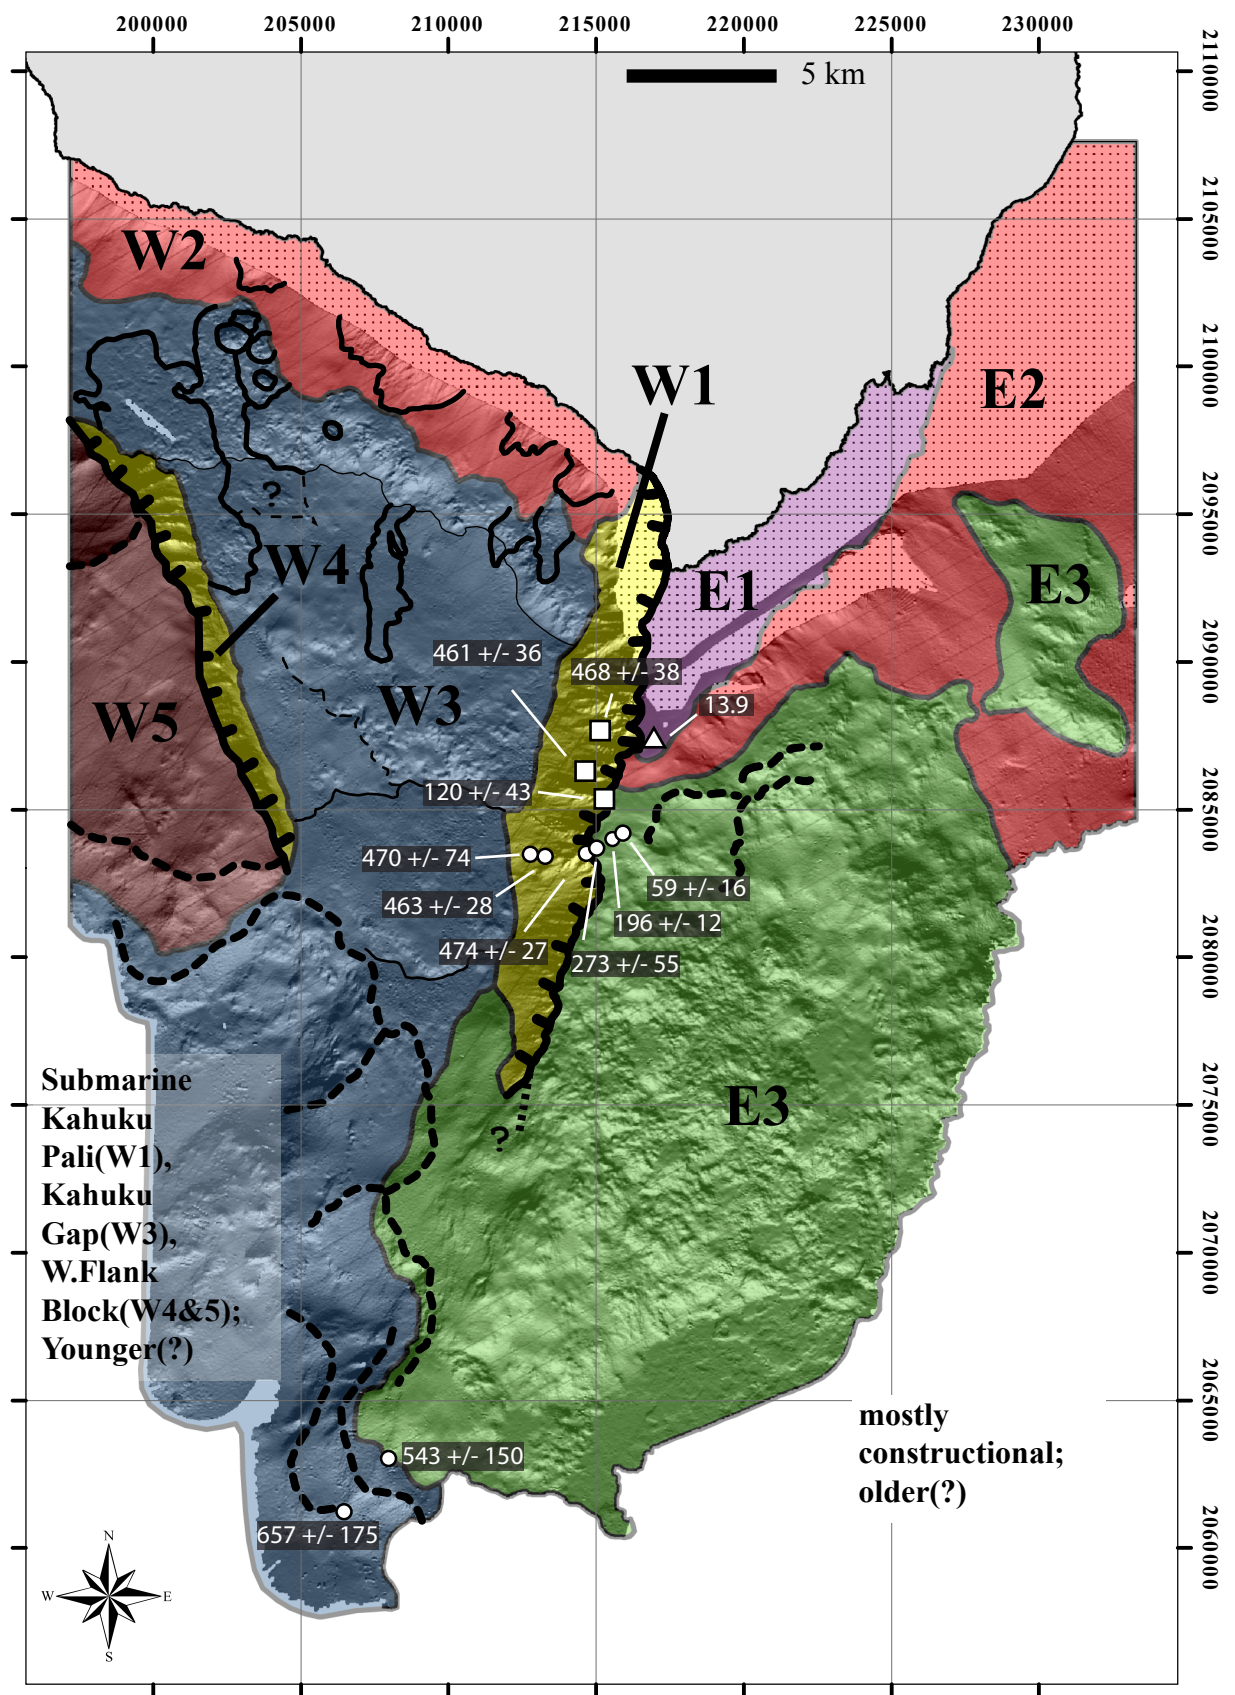 200000 205000 210000 215000 220000 225000 230000
5 km
2110000
2105000
2100000
2095000
2090000
2085000
2080000
2075000
2070000
2065000
2060000
W2
W1
E2
?
W4
E1
E3
461 +/- 36
468 +/- 38
W3
W5
13.9
120 +/- 43
470 +/- 74
59 +/- 16
463 +/- 28
196 +/- 12
474 +/- 27
273 +/- 55
E3
?
Submarine
Kahuku
Pali(W1),
Kahuku
Gap(W3),
W.Flank
Block(W4&5);
Younger(?)
mostly
constructional;
older(?)
543 +/- 150
657 +/- 175
N
W E
S